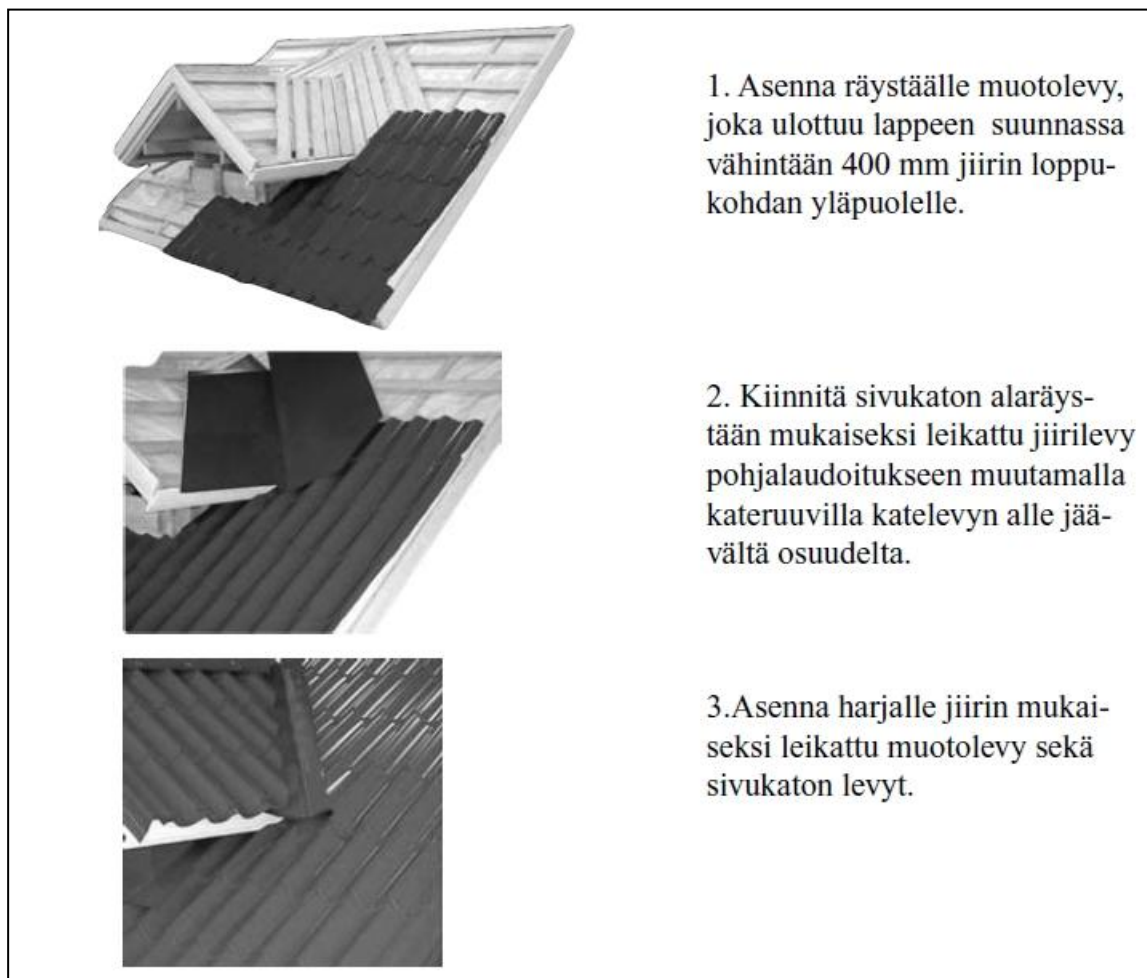 1. Asenna räystäälle muotolevy,
joka ulottuu lappeen suunnassa
vähintään 400 mm jiirin loppu-
kohdan yläpuolelle.
2. Kiinnitä sivukaton alaräys-
tään mukaiseksi leikattu jiirilevy
pohjalaudoitukseen muutamalla
kateruuvilla katelevyn alle jää-
vältä osuudelta.
3.Asenna harjalle jiirin mukai-
seksi leikattu muotolevy sekä
sivukaton levyt.